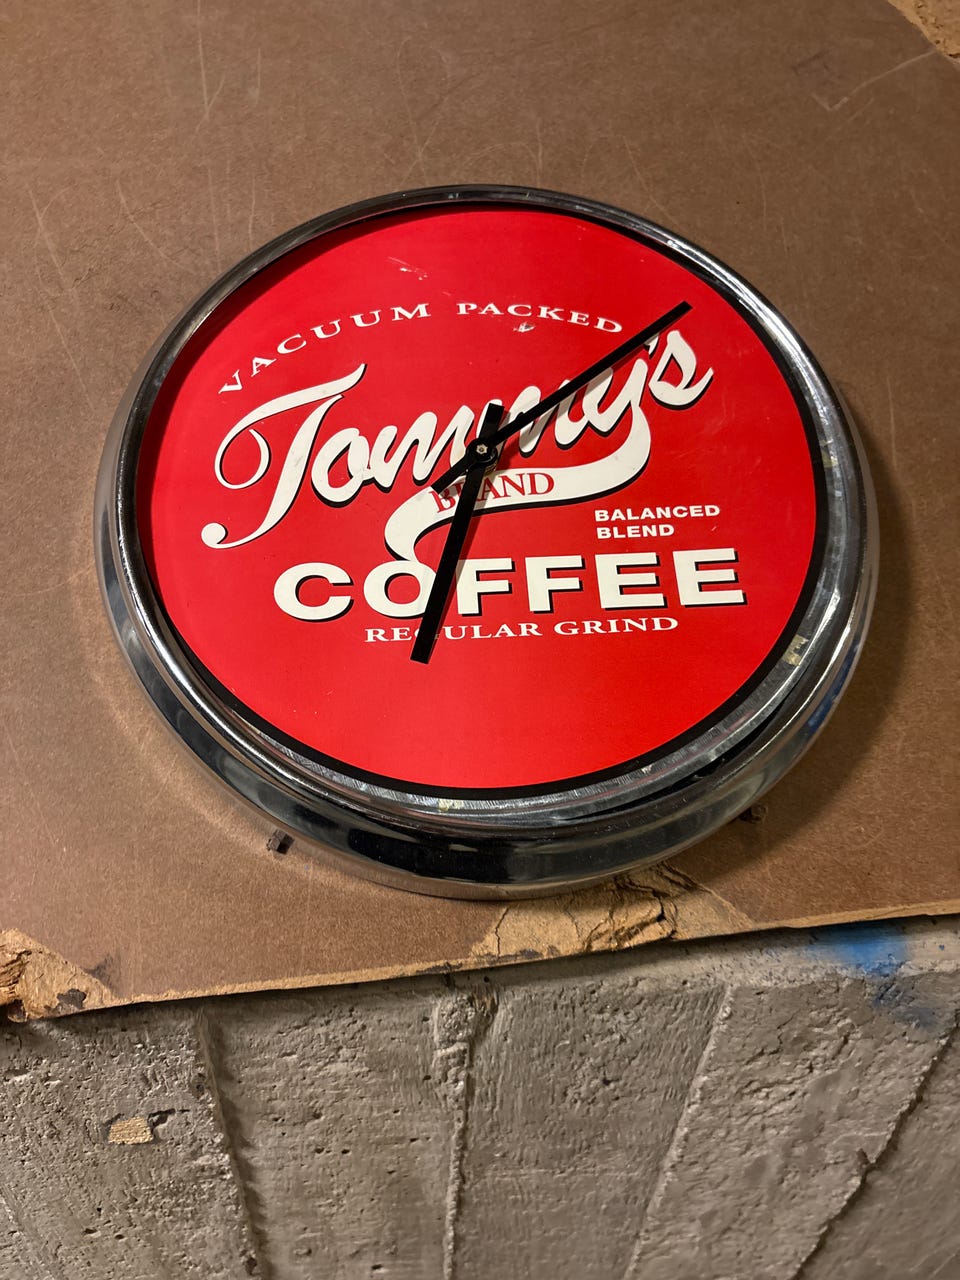 VACUUM PACKED
Tommy's
BRAND
BALANCED
BLEND
COFFEE
REGULAR GRIND